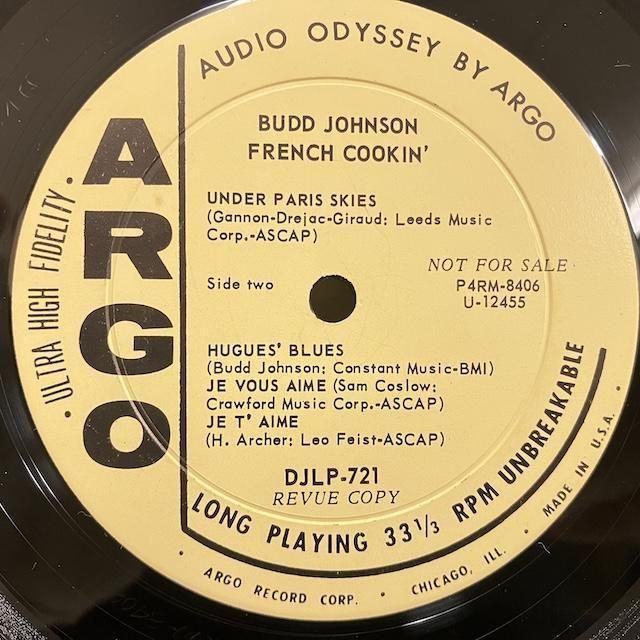 AUDIO ODYSSEY BY ARGO
ARGO
· ULTRA HIGH FIDELITY ·
BUDD JOHNSON
FRENCH COOKIN'
UNDER PARIS SKIES
(Gannon-Drejac-Giraud: Leeds Music
Corp.-ASCAP)
NOT FOR SALE
Side two
P4RM-8406
U-12455
HUGUES' BLUES
(Budd Johnson: Constant Music-BMI)
JE VOUS AIME (Sam Coslow:
Crawford Music Corp.-ASCAP)
JE T' AIME
(H. Archer: Leo Feist-ASCAP)
DJLP-721
REVUE COPY
LONG PLAYING 33 1/3 RPM UNBREAKABLE
· ARGO RECORD CORP. · CHICAGO, ILL. · MADE IN U.S.A. ·